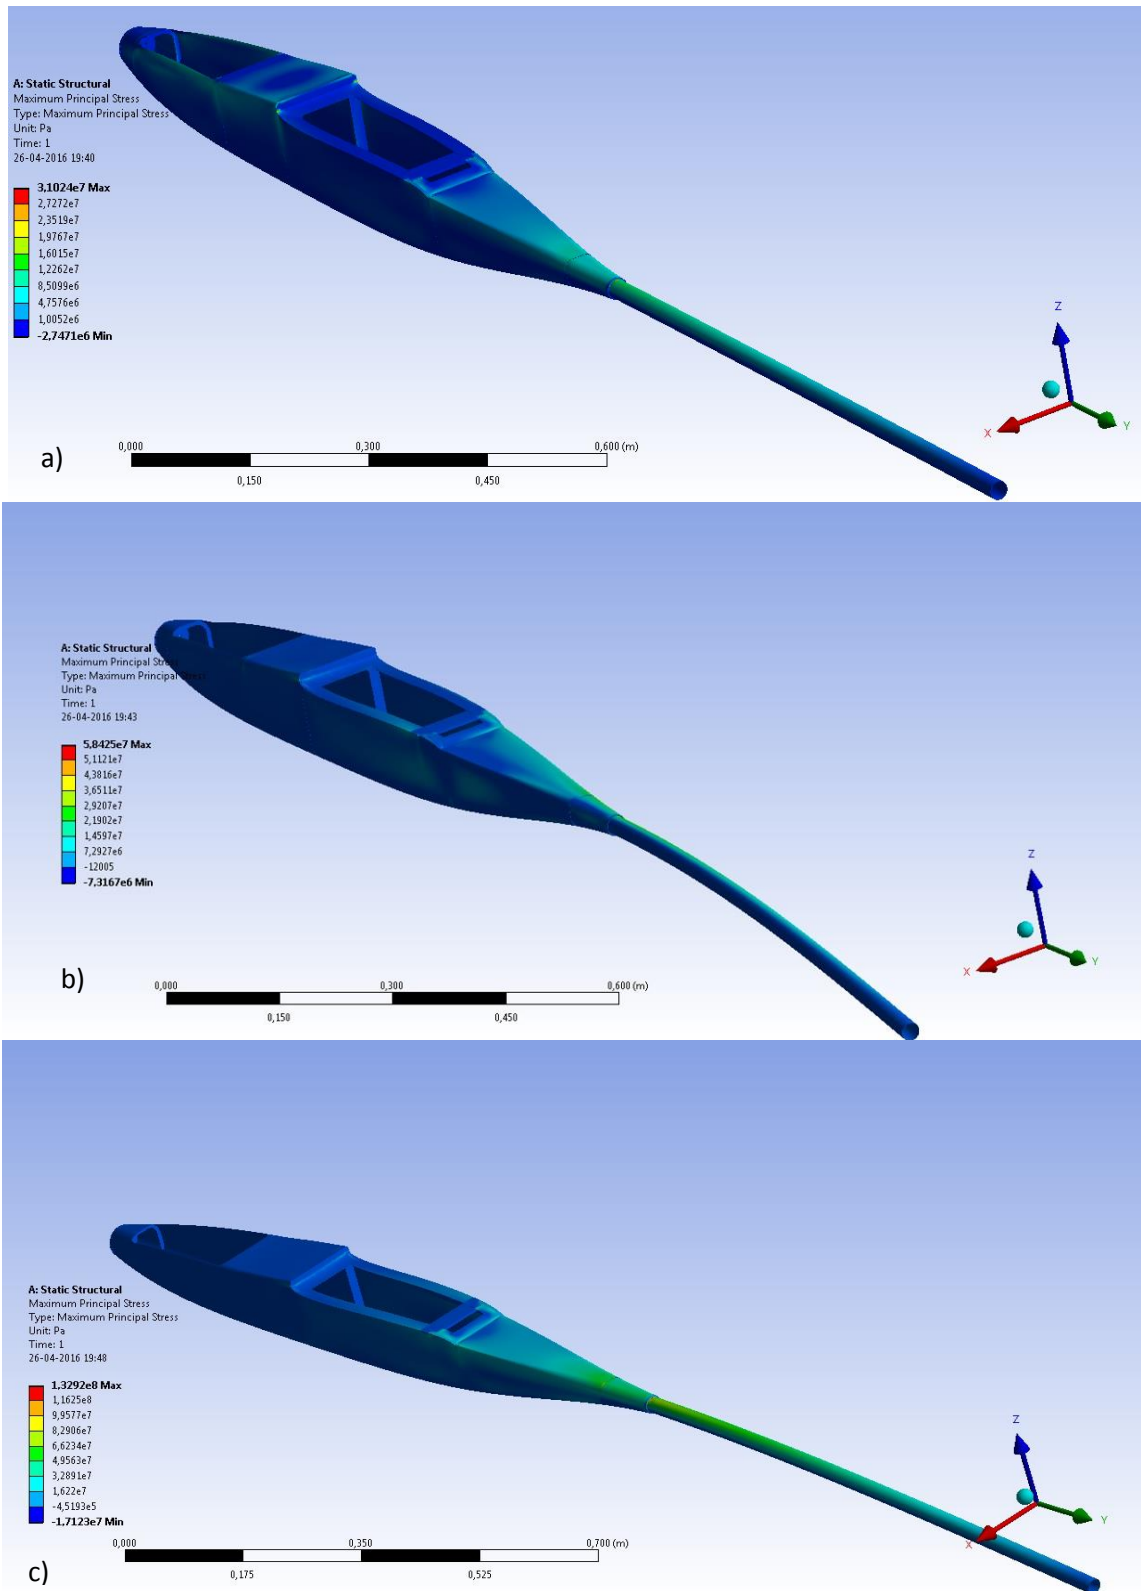 A: Static Structural
Maximum Principal Stress
Type: Maximum Principal Stress
Unit: Pa
Time: 1
26-04-2016 19:40
3,1024e7 Max
2,7272e7
2,3519e7
1,9767e7
1,6015e7
1,2262e7
8,5099e6
4,7576e6
1,0052e6
-2,7471e6 Min
Z
X
Y
a)
0,000 0,300 0,600 (m)
0,150 0,450
A: Static Structural
Maximum Principal Stress
Type: Maximum Principal Stress
Unit: Pa
Time: 1
26-04-2016 19:43
5,8425e7 Max
5,1121e7
4,3816e7
3,6511e7
2,9207e7
2,1902e7
1,4597e7
7,2927e6
-12005
-7,3167e6 Min
Z
X
Y
b)
0,000 0,300 0,600 (m)
0,150 0,450
A: Static Structural
Maximum Principal Stress
Type: Maximum Principal Stress
Unit: Pa
Time: 1
26-04-2016 19:48
1,3292e8 Max
1,1625e8
9,9577e7
8,2906e7
6,6234e7
4,9563e7
3,2891e7
1,622e7
-4,5193e5
-1,7123e7 Min
Z
Y
X
0,000 0,350 0,700 (m)
0,175 0,525
c)